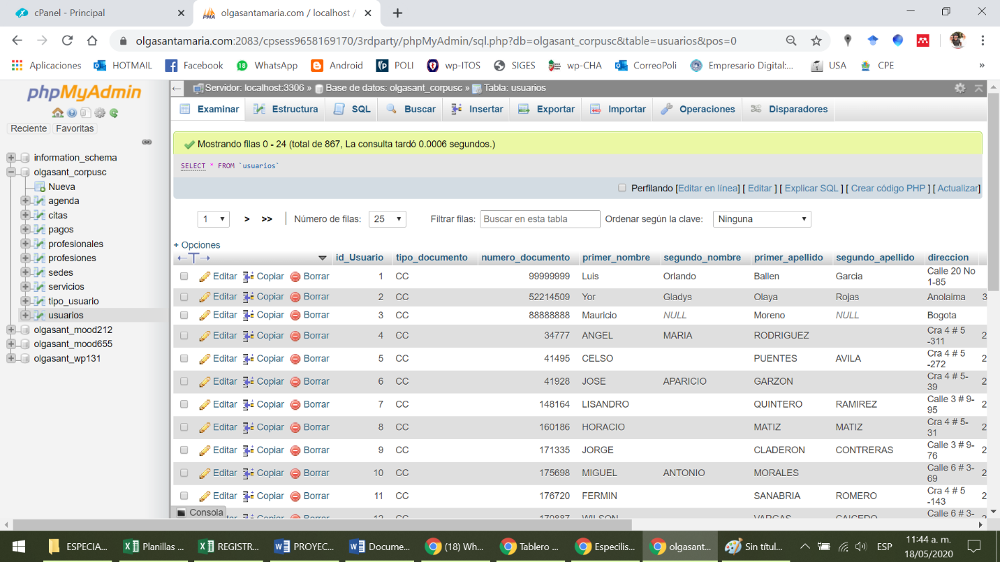 cPanel - Principal
olgasantamaria.com / localhost /
olgasantamaria.com:2083/cpsess9658169170/3rdparty/phpMyAdmin/sql.php?db=olgasant_corpusc&table=usuarios&pos=0
Aplicaciones HOTMAIL Facebook WhatsApp Android POLI wp-ITOS SIGES wp-CHA CorreoPoli Empresario Digital:... USA CPE »
phpMyAdmin
Reciente Favoritas
information_schema
olgasant_corpusc
Nueva
agenda
citas
pagos
profesionales
profesiones
sedes
servicios
tipo_usuario
usuarios
olgasant_mood212
olgasant_mood655
olgasant_wp131
Servidor: localhost:3306 » Base de datos: olgasant_corpusc » Tabla: usuarios
Examinar Estructura SQL Buscar Insertar Exportar Importar Operaciones Disparadores
Mostrando filas 0 - 24 (total de 867, La consulta tardó 0.0006 segundos.)
SELECT * FROM `usuarios`
Perfilando [Editar en línea] [ Editar ] [ Explicar SQL ] [ Crear código PHP ] [ Actualizar]
1 > >> Número de filas: 25 Filtrar filas: Buscar en esta tabla Ordenar según la clave: Ninguna
+ Opciones
id_Usuario tipo_documento numero_documento primer_nombre segundo_nombre primer_apellido segundo_apellido direccion
Editar Copiar Borrar 1 CC 99999999 Luis Orlando Ballen Garcia Calle 20 No 1-85
Editar Copiar Borrar 2 CC 52214509 Yor Gladys Olaya Rojas Anolaima 3
Editar Copiar Borrar 3 CC 88888888 Mauricio NULL Moreno NULL Bogota
Editar Copiar Borrar 4 CC 34777 ANGEL MARIA RODRIGUEZ Cra 4 # 5 -311 2
Editar Copiar Borrar 5 CC 41495 CELSO PUENTES AVILA Cra 4 # 5 -272 2
Editar Copiar Borrar 6 CC 41928 JOSE APARICIO GARZON Cra 4 # 5- 39 2
Editar Copiar Borrar 7 CC 148164 LISANDRO QUINTERO RAMIREZ Calle 3 # 9- 95 2
Editar Copiar Borrar 8 CC 160186 HORACIO MATIZ MATIZ Cra 4 # 5- 31 2
Editar Copiar Borrar 9 CC 171335 JORGE CLADERON CONTRERAS Calle 3 # 9- 76 2
Editar Copiar Borrar 10 CC 175698 MIGUEL ANTONIO MORALES Calle 6 # 3- 69 2
Editar Copiar Borrar 11 CC 176720 FERMIN SANABRIA ROMERO Cra 4 # 5 -143 2
Consola
Copiar Borrar 12 CC 179887 WILSON VARGAS CAICEDO Calle 6 # 3-
ESPECIA... Planillas ... REGISTR... PROYEC... Docume... (18) Wh... Tablero ... Especilis... olgasant... Sin títul... ESP
11:44 a. m.
18/05/2020